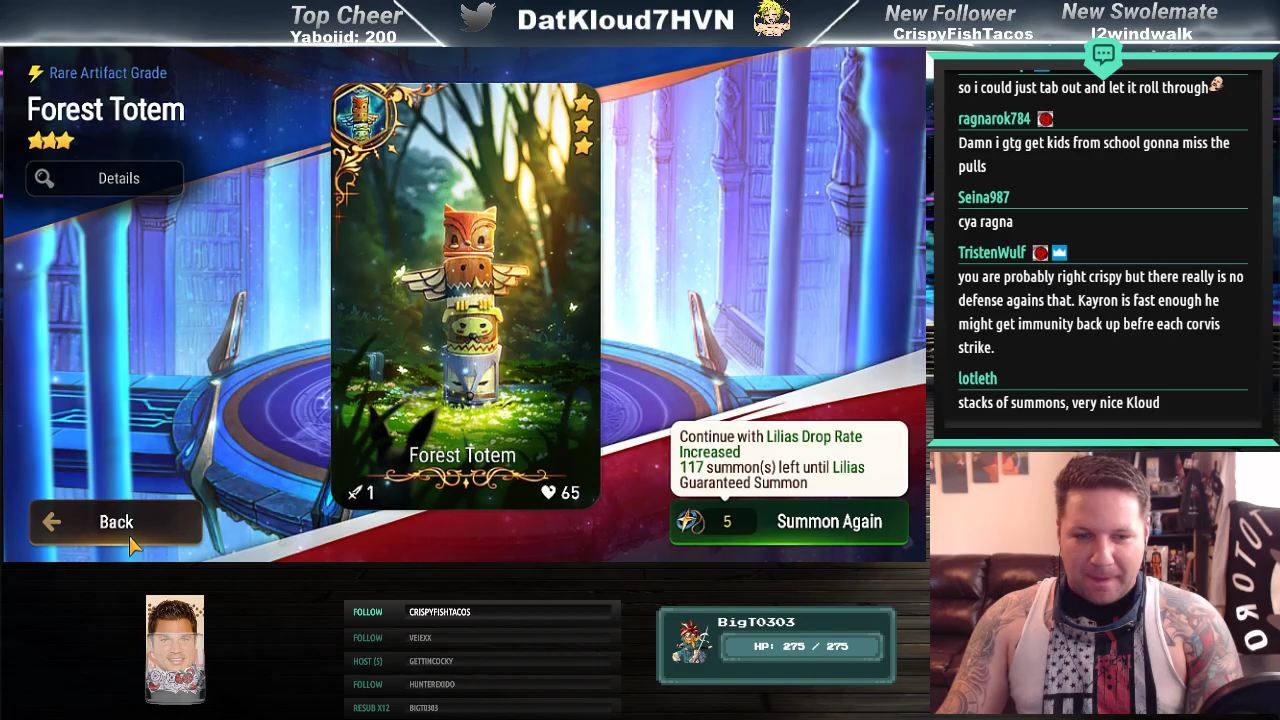 Top Cheer
Yabojjd: 200
DatKloud7HVN
New Follower
CrispyFishTacos
New Swolemate
l2windwalk
Rare Artifact Grade
Forest Totem
Details
Forest Totem
1
65
Continue with Lilias Drop Rate
Increased
117 summon(s) left until Lilias
Guaranteed Summon
5
Summon Again
Back
so i could just tab out and let it roll through
ragnarok784
Damn i gtg get kids from school gonna miss the
pulls
Seina987
cya ragna
TristenWulf
you are probably right crispy but there really is no
defense agains that. Kayron is fast enough he
might get immunity back up befre each corvis
strike.
lotleth
stacks of summons, very nice Kloud
FOLLOW CRISPYFISHTACOS
FOLLOW VEIEXX
HOST (5) GETTINCOCKY
FOLLOW HUNTEREXIDO
RESUB X12 BIGT0303
BigT0303
HP: 275 / 275